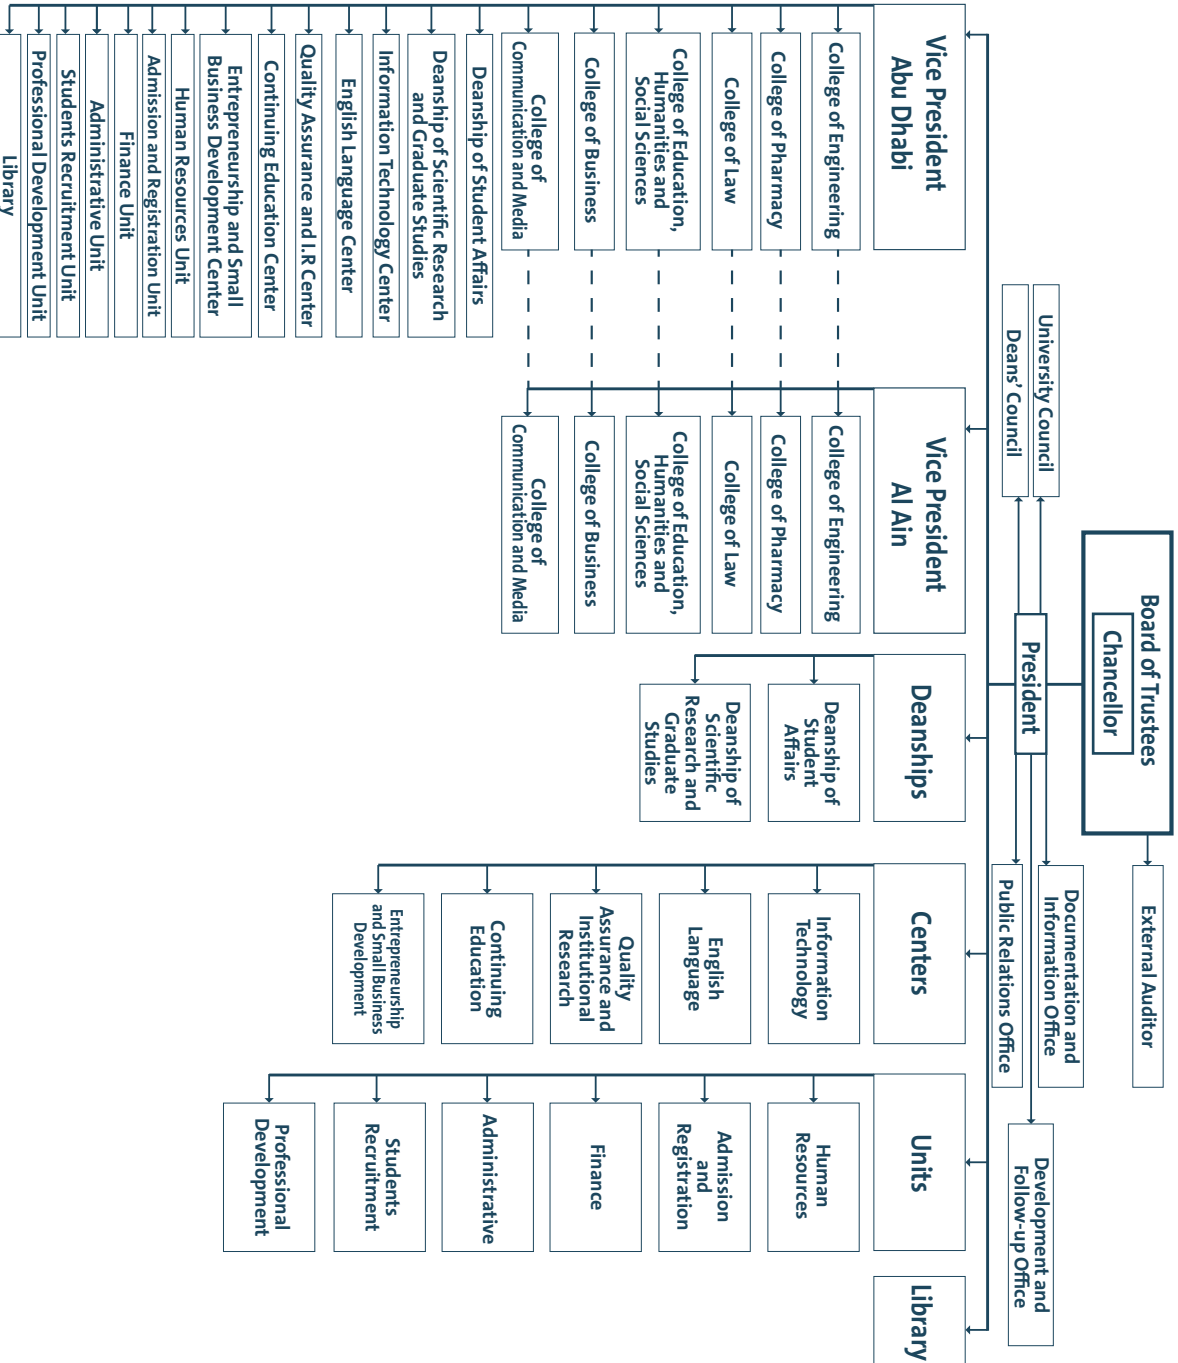 Board of Trustees
Chancellor
External Auditor
President
University Council
Deans' Council
Documentation and
Information Office
Public Relations Office
Development and
Follow-up Office
Vice President
Abu Dhabi
College of Engineering
College of Pharmacy
College of Law
College of Education,
Humanities and
Social Sciences
College of Business
College of
Communication and Media
Deanship of Student Affairs
Deanship of Scientific Research
and Graduate Studies
Information Technology Center
English Language Center
Quality Assurance and I.R Center
Continuing Education Center
Entrepreneurship and Small
Business Development Center
Human Resources Unit
Admission and Registration Unit
Finance Unit
Administrative Unit
Students Recruitment Unit
Professional Development Unit
Library
Vice President
Al Ain
College of Engineering
College of Pharmacy
College of Law
College of Education,
Humanities and
Social Sciences
College of Business
College of
Communication and Media
Deanships
Deanship of
Student
Affairs
Deanship of
Scientific
Research and
Graduate
Studies
Centers
Information
Technology
English
Language
Quality
Assurance and
Institutional
Research
Continuing
Education
Entrepreneurship
and Small Business
Development
Units
Human
Resources
Admission
and
Registration
Finance
Administrative
Students
Recruitment
Professional
Development
Library